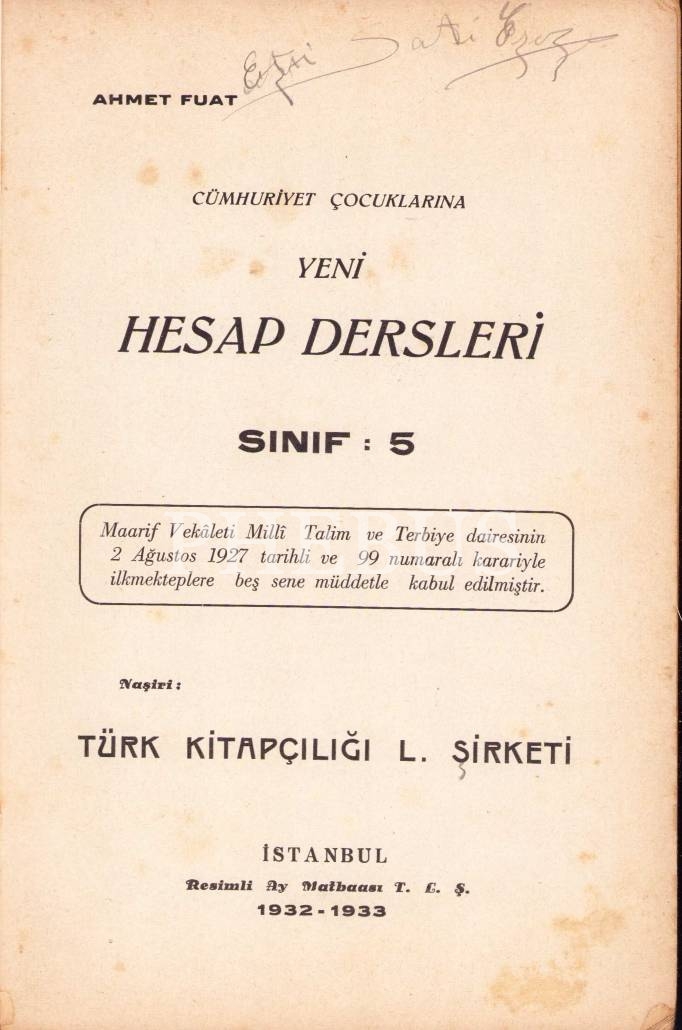 AHMET FUAT
CÜMHURİYET ÇOCUKLARINA
YENİ
HESAP DERSLERİ
SINIF : 5
Maarif Vekâleti Millî Talim ve Terbiye dairesinin
2 Ağustos 1927 tarihli ve 99 numaralı karariyle
ilkmekteplere beş sene müddetle kabul edilmiştir.
Naşiri :
TÜRK KİTAPÇILIĞI L. ŞİRKETİ
İSTANBUL
Resimli Ay Matbaası T. L. Ş.
1932 - 1933